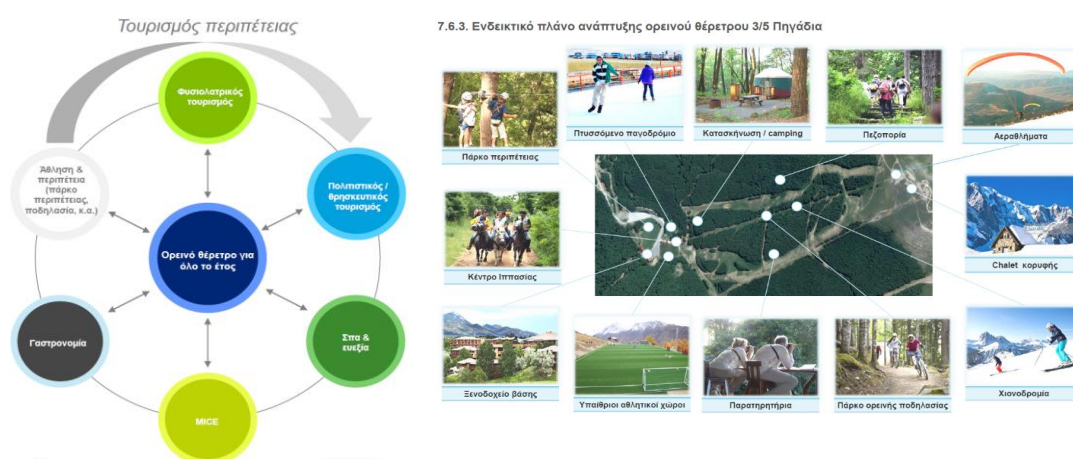 Τουρισμός περιπέτειας
Φυσιολατρικός
τουρισμός
Άθληση &
περιπέτεια
(πάρκο
περιπέτειας,
ποδηλασία, κ.α.)
Πολιτιστικός /
θρησκευτικός
τουρισμός
Ορεινό θέρετρο για
όλο το έτος
Γαστρονομία
Σπα &
ευεξία
MICE
7.6.3. Ενδεικτικό πλάνο ανάπτυξης ορεινού θέρετρου 3/5 Πηγάδια
Πάρκο περιπέτειας
Πτυσσόμενο παγοδρόμιο
Κατασκήνωση / camping
Πεζοπορία
Αεραθλήματα
Κέντρο Ιππασίας
Chalet κορυφής
Ξενοδοχείο βάσης
Υπαίθριοι αθλητικοί χώροι
Παρατηρητήρια
Πάρκο ορεινής ποδηλασίας
Χιονοδρομία